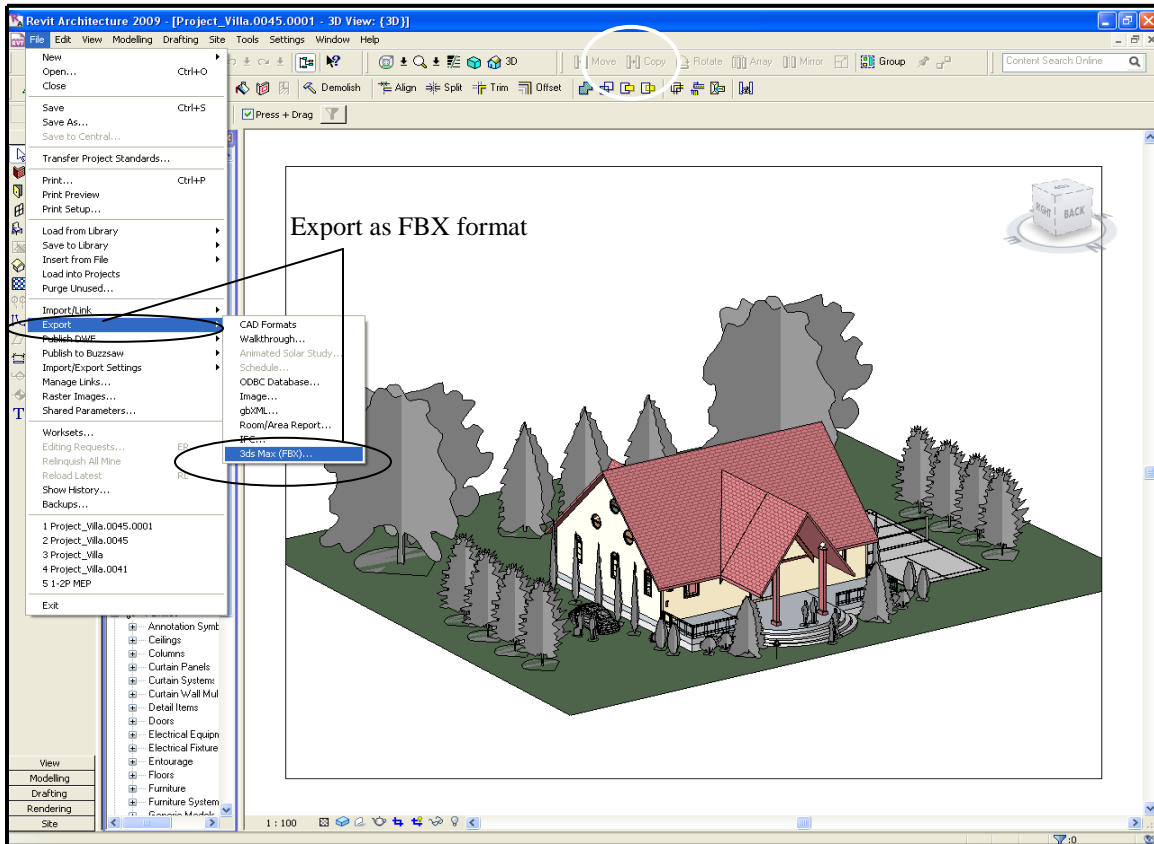 Revit Architecture 2009 - [Project_Villa.0045.0001 - 3D View: {3D}]
File Edit View Modelling Drafting Site Tools Settings Window Help
3D Move Copy Rotate Array Mirror Group Content Search Online
Demolish Align Split Trim Offset
Press + Drag
New
Open... Ctrl+O
Close
Save Ctrl+S
Save As...
Save to Central...
Transfer Project Standards...
Print... Ctrl+P
Print Preview
Print Setup...
Load from Library
Save to Library
Insert from File
Load into Projects
Purge Unused...
Import/Link
Export
Publish DWF
Publish to Buzzsaw
Import/Export Settings
Manage Links...
Raster Images...
Shared Parameters...
Worksets...
Editing Requests... ER
Relinquish All Mine
Reload Latest RL
Show History...
Backups...
1 Project_Villa.0045.0001
2 Project_Villa.0045
3 Project_Villa
4 Project_Villa.0041
5 1-2P MEP
Exit
CAD Formats
Walkthrough...
Animated Solar Study...
Schedule...
ODBC Database...
Image...
gbXML...
Room/Area Report...
IFC...
3ds Max (FBX)...
Export as FBX format
RIGHT BACK
T
Annotation Symb
Ceilings
Columns
Curtain Panels
Curtain Systems
Curtain Wall Mul
Detail Items
Doors
Electrical Equipn
Electrical Fixture
Entourage
Floors
Furniture
Furniture System
Generic Models
View
Modelling
Drafting
Rendering
Site
1 : 100
:0